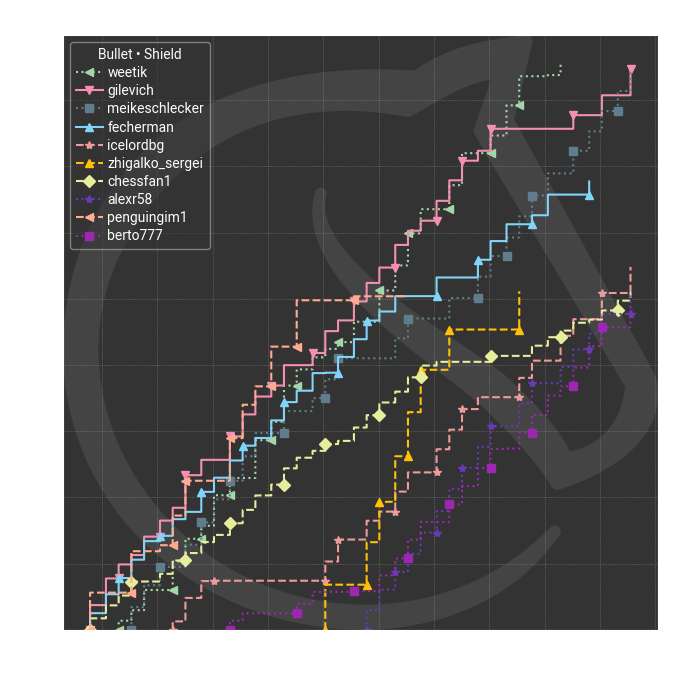 Bullet • Shield
weetik
gilevich
meikeschlecker
fecherman
icelordbg
zhigalko_sergei
chessfan1
alexr58
penguingim1
berto777